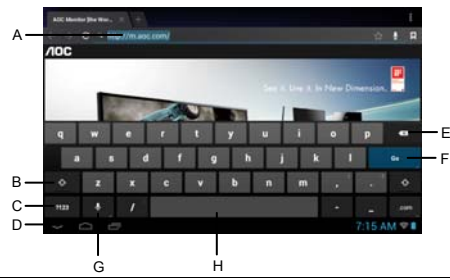 AOC Monitor [the Wor...
A
http://m.aoc.com/
AOC
See it. Live it. In New Dimension.
q w e r t y u i o p
E
a s d f g h j k l Go
F
B
z x c v b n m , .
C
?123 / - _ .com
D
7:15 AM
G
H